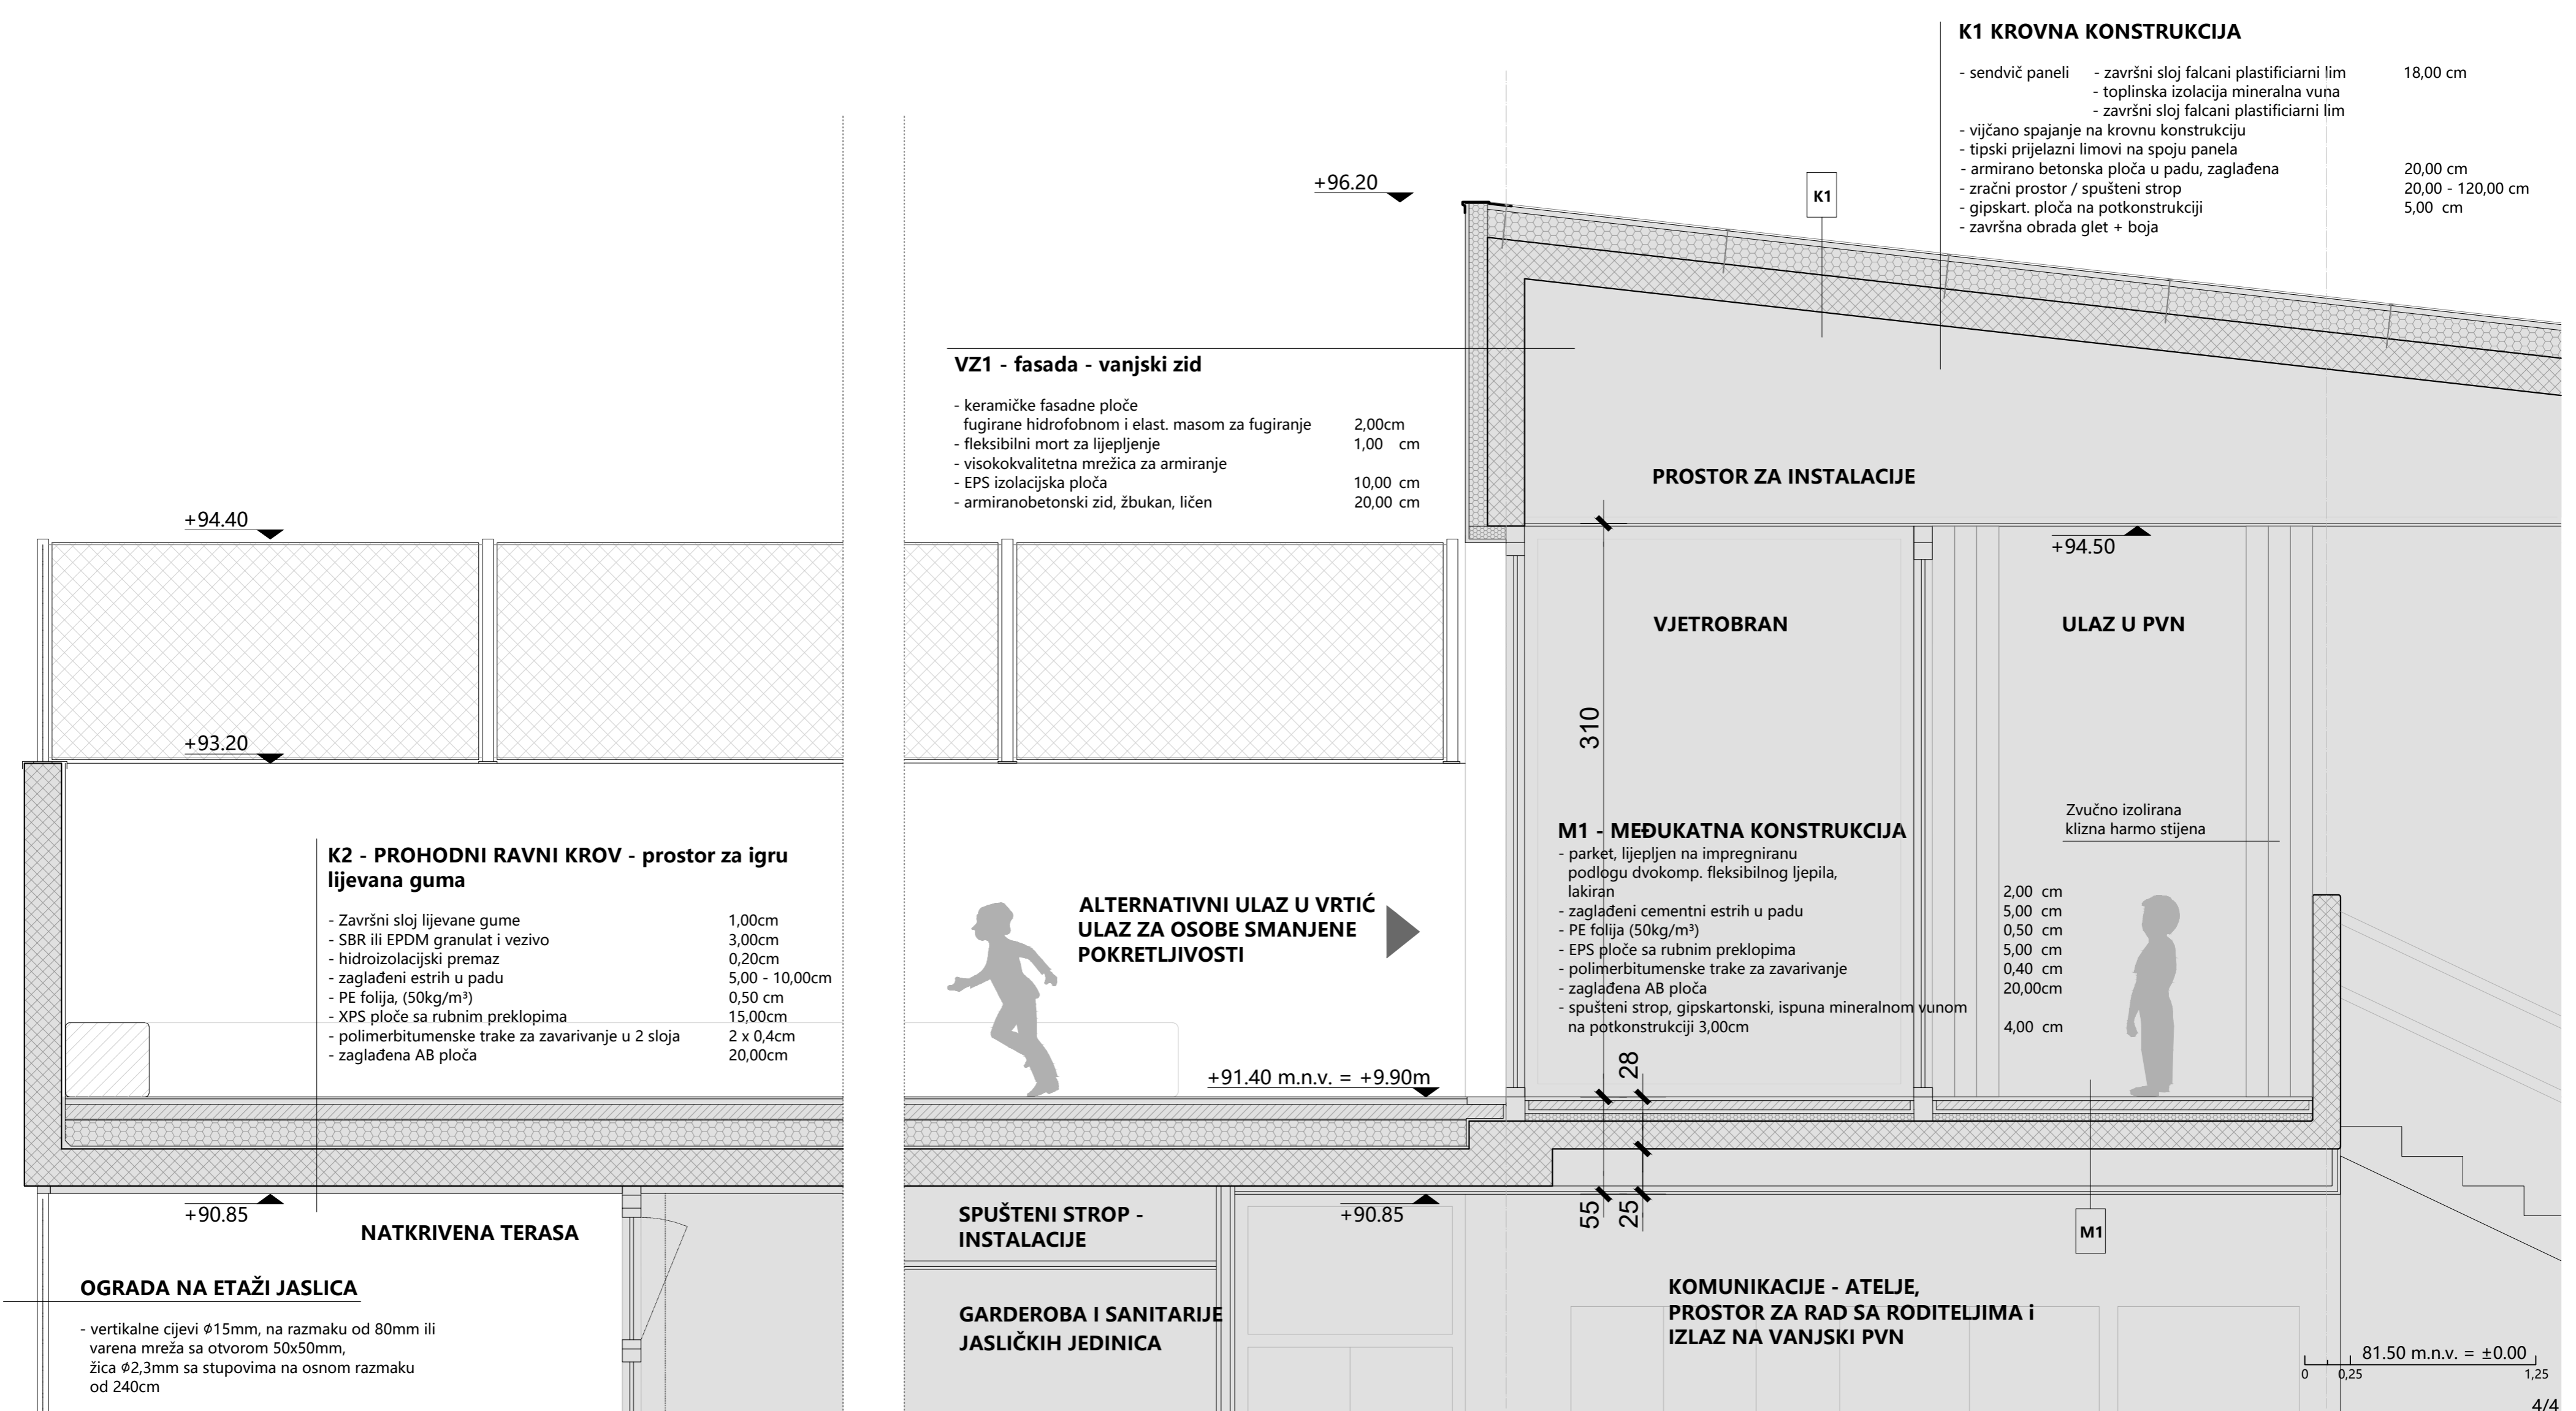 K1 KROVNA KONSTRUKCIJA
- sendvič paneli - završni sloj falcani plastificiarni lim 18,00 cm
- toplinska izolacija mineralna vuna
- završni sloj falcani plastificiarni lim
- vijčano spajanje na krovnu konstrukciju
- tipski prijelazni limovi na spoju panela
- armirano betonska ploča u padu, zaglađena 20,00 cm
- zračni prostor / spušteni strop 20,00 - 120,00 cm
- gipskart. ploča na potkonstrukciji 5,00 cm
- završna obrada glet + boja
+96.20
K1
VZ1 - fasada - vanjski zid
- keramičke fasadne ploče
fugirane hidrofobnom i elast. masom za fugiranje 2,00cm
- fleksibilni mort za lijepljenje 1,00 cm
- visokokvalitetna mrežica za armiranje
- EPS izolacijska ploča 10,00 cm
- armiranobetonski zid, žbukan, ličen 20,00 cm
PROSTOR ZA INSTALACIJE
+94.40
+94.50
VJETROBRAN
ULAZ U PVN
310
+93.20
Zvučno izolirana
klizna harmo stijena
K2 - PROHODNI RAVNI KROV - prostor za igru
lijevana guma
- Završni sloj lijevane gume 1,00cm
- SBR ili EPDM granulat i vezivo 3,00cm
- hidroizolacijski premaz 0,20cm
- zaglađeni estrih u padu 5,00 - 10,00cm
- PE folija, (50kg/m³) 0,50 cm
- XPS ploče sa rubnim preklopima 15,00cm
- polimerbitumenske trake za zavarivanje u 2 sloja 2 x 0,4cm
- zaglađena AB ploča 20,00cm
ALTERNATIVNI ULAZ U VRTIĆ
ULAZ ZA OSOBE SMANJENE
POKRETLJIVOSTI
M1 - MEĐUKATNA KONSTRUKCIJA
- parket, lijepljen na impregniranu
podlogu dvokomp. fleksibilnog ljepila,
lakiran 2,00 cm
- zaglađeni cementni estrih u padu 5,00 cm
- PE folija (50kg/m³) 0,50 cm
- EPS ploče sa rubnim preklopima 5,00 cm
- polimerbitumenske trake za zavarivanje 0,40 cm
- zaglađena AB ploča 20,00cm
- spušteni strop, gipskartonski, ispuna mineralnom vunom
na potkonstrukciji 3,00cm 4,00 cm
+91.40 m.n.v. = +9.90m
28
55
25
+90.85
NATKRIVENA TERASA
SPUŠTENI STROP -
INSTALACIJE
+90.85
M1
OGRADA NA ETAŽI JASLICA
- vertikalne cijevi ⌀15mm, na razmaku od 80mm ili
varena mreža sa otvorom 50x50mm,
žica ⌀2,3mm sa stupovima na osnom razmaku
od 240cm
GARDEROBA I SANITARIJE
JASLIČKIH JEDINICA
KOMUNIKACIJE - ATELJE,
PROSTOR ZA RAD SA RODITELJIMA i
IZLAZ NA VANJSKI PVN
81.50 m.n.v. = ±0.00
0 0,25 1,25
4/4